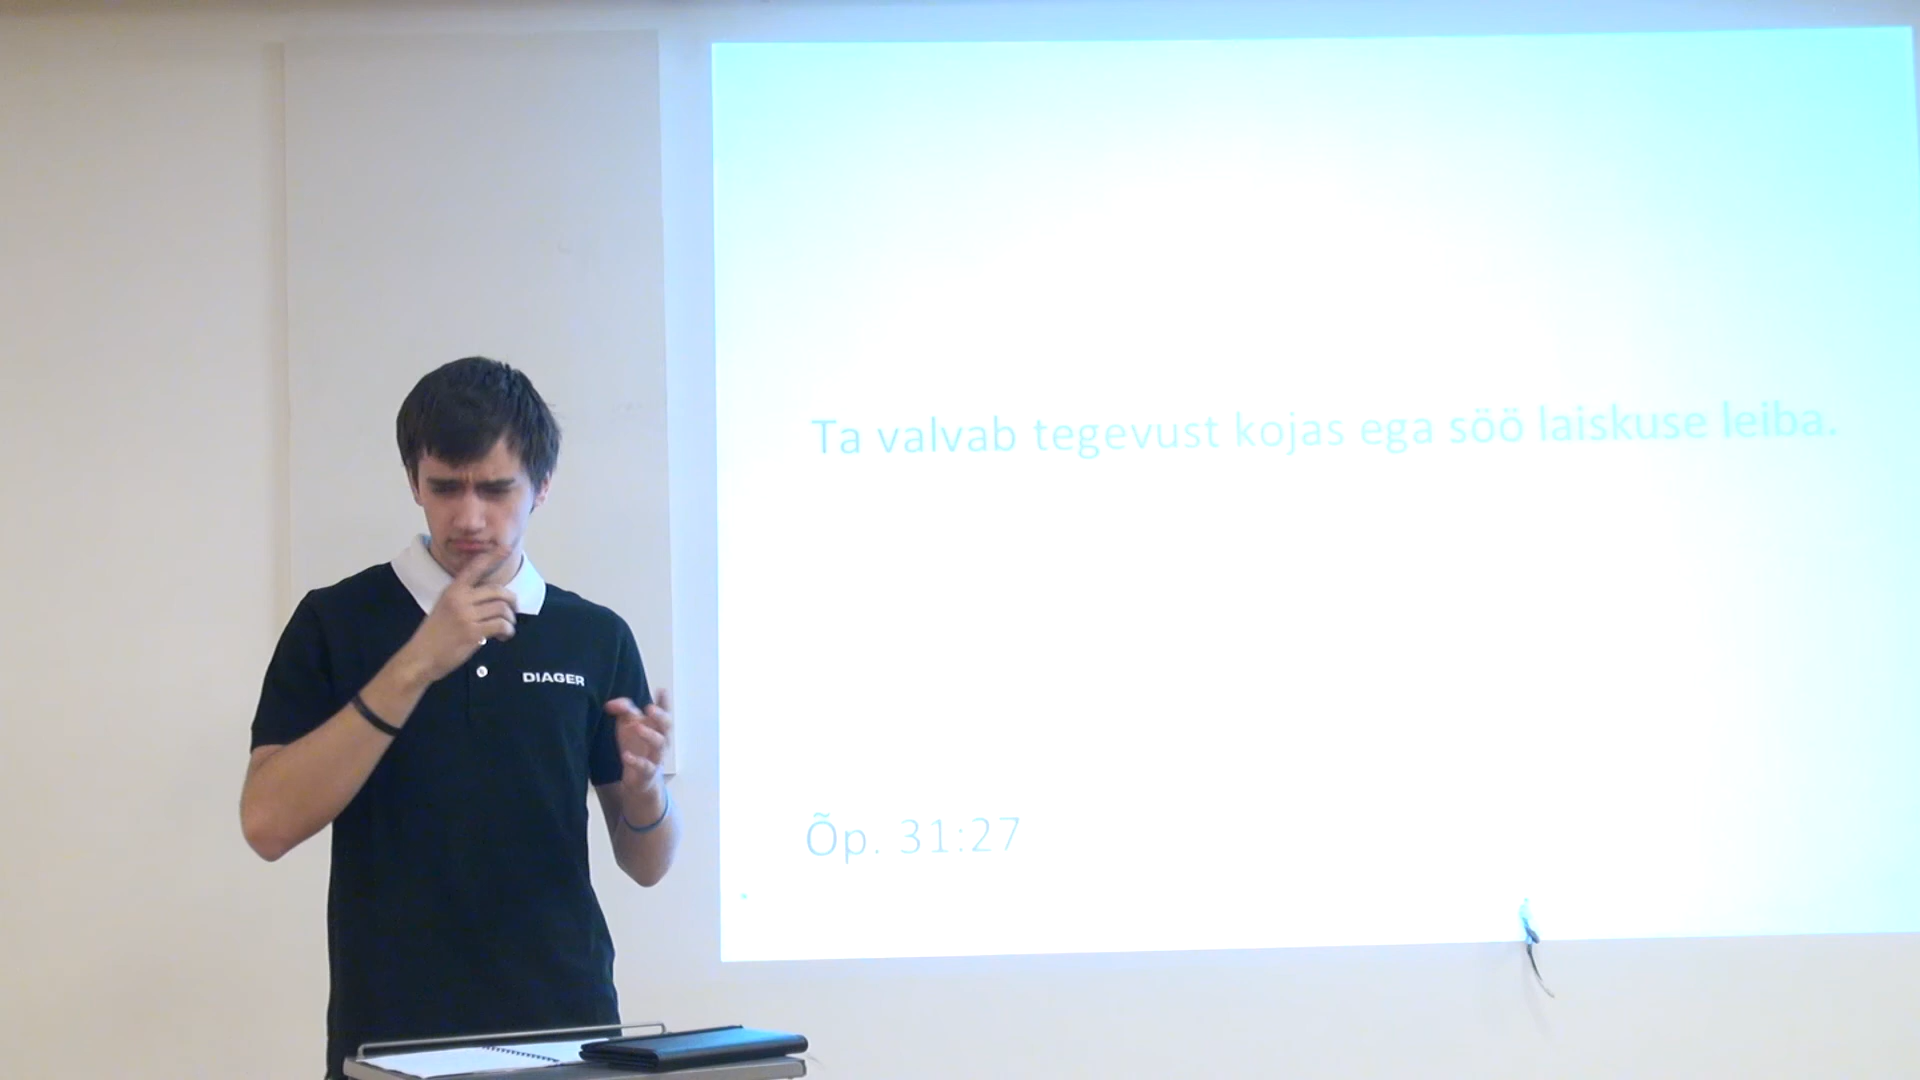 Ta valvab tegevust kojas ega söö laiskuse leiba.
DIAGER
Õp. 31:27